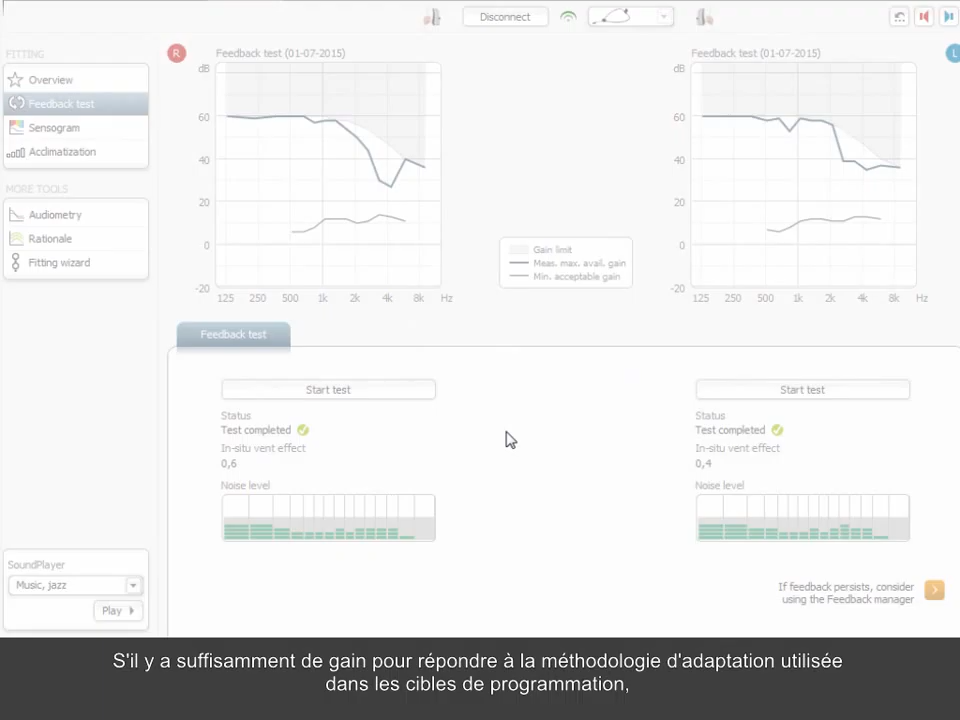 Disconnect
FITTING
Overview
Feedback test
Sensogram
Acclimatization
MORE TOOLS
Audiometry
Rationale
Fitting wizard
SoundPlayer
Music, jazz
Play
R
Feedback test (01-07-2015)
dB
60
40
20
0
-20
125 250 500 1k 2k 4k 8k Hz
Gain limit
Meas. max. avail. gain
Min. acceptable gain
Feedback test (01-07-2015)
L
dB
60
40
20
0
-20
125 250 500 1k 2k 4k 8k Hz
Feedback test
Start test
Status
Test completed
In-situ vent effect
0,6
Noise level
Start test
Status
Test completed
In-situ vent effect
0,4
Noise level
If feedback persists, consider
using the Feedback manager
S'il y a suffisamment de gain pour répondre à la méthodologie d'adaptation utilisée
dans les cibles de programmation,